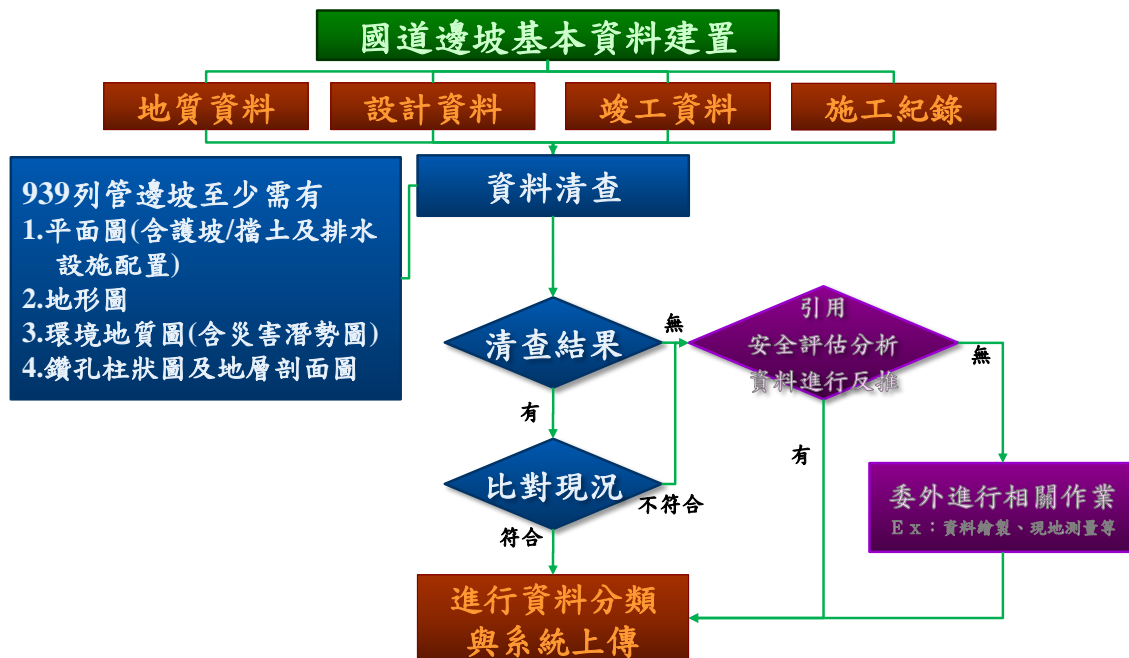 國道邊坡基本資料建置
地質資料
設計資料
竣工資料
施工紀錄
939列管邊坡至少需有
1.平面圖(含護坡/擋土及排水
設施配置)
2.地形圖
3.環境地質圖(含災害潛勢圖)
4.鑽孔柱狀圖及地層剖面圖
資料清查
清查結果
無
引用
安全評估分析
資料進行反推
無
有
比對現況
不符合
符合
有
委外進行相關作業
Ex：資料繪製、現地測量等
進行資料分類
與系統上傳